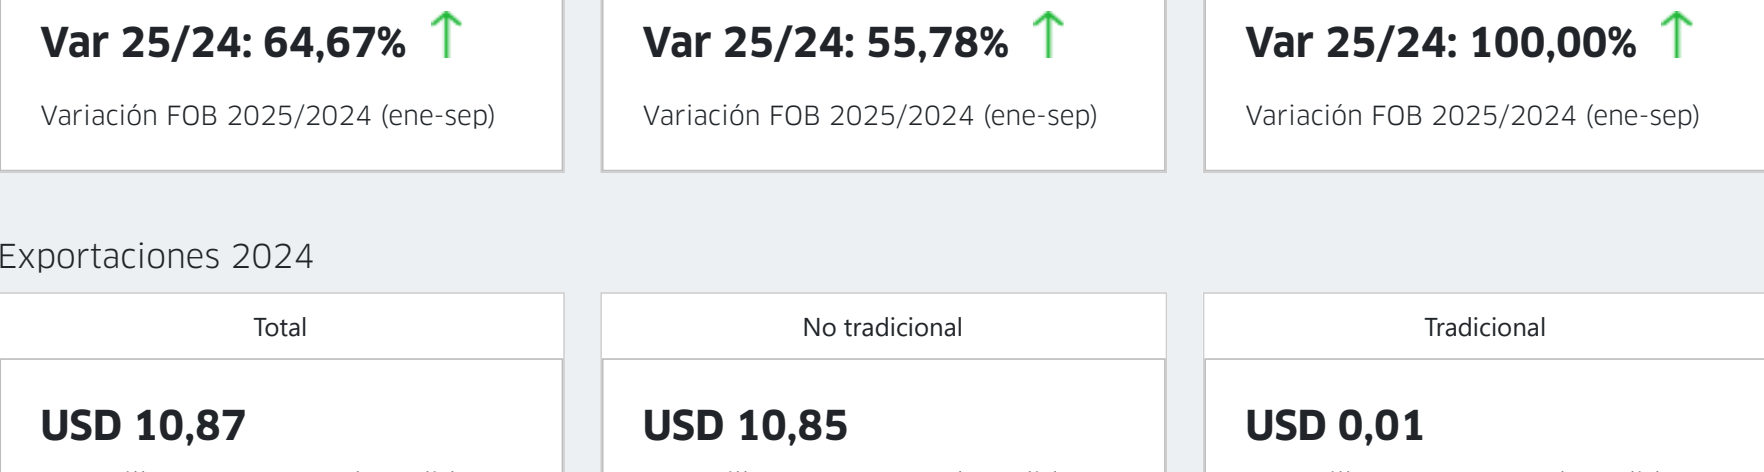 Var 25/24: 64,67%
Variación FOB 2025/2024 (ene-sep)
Var 25/24: 55,78%
Variación FOB 2025/2024 (ene-sep)
Var 25/24: 100,00%
Variación FOB 2025/2024 (ene-sep)
Exportaciones 2024
Total
USD 10,87
No tradicional
USD 10,85
Tradicional
USD 0,01